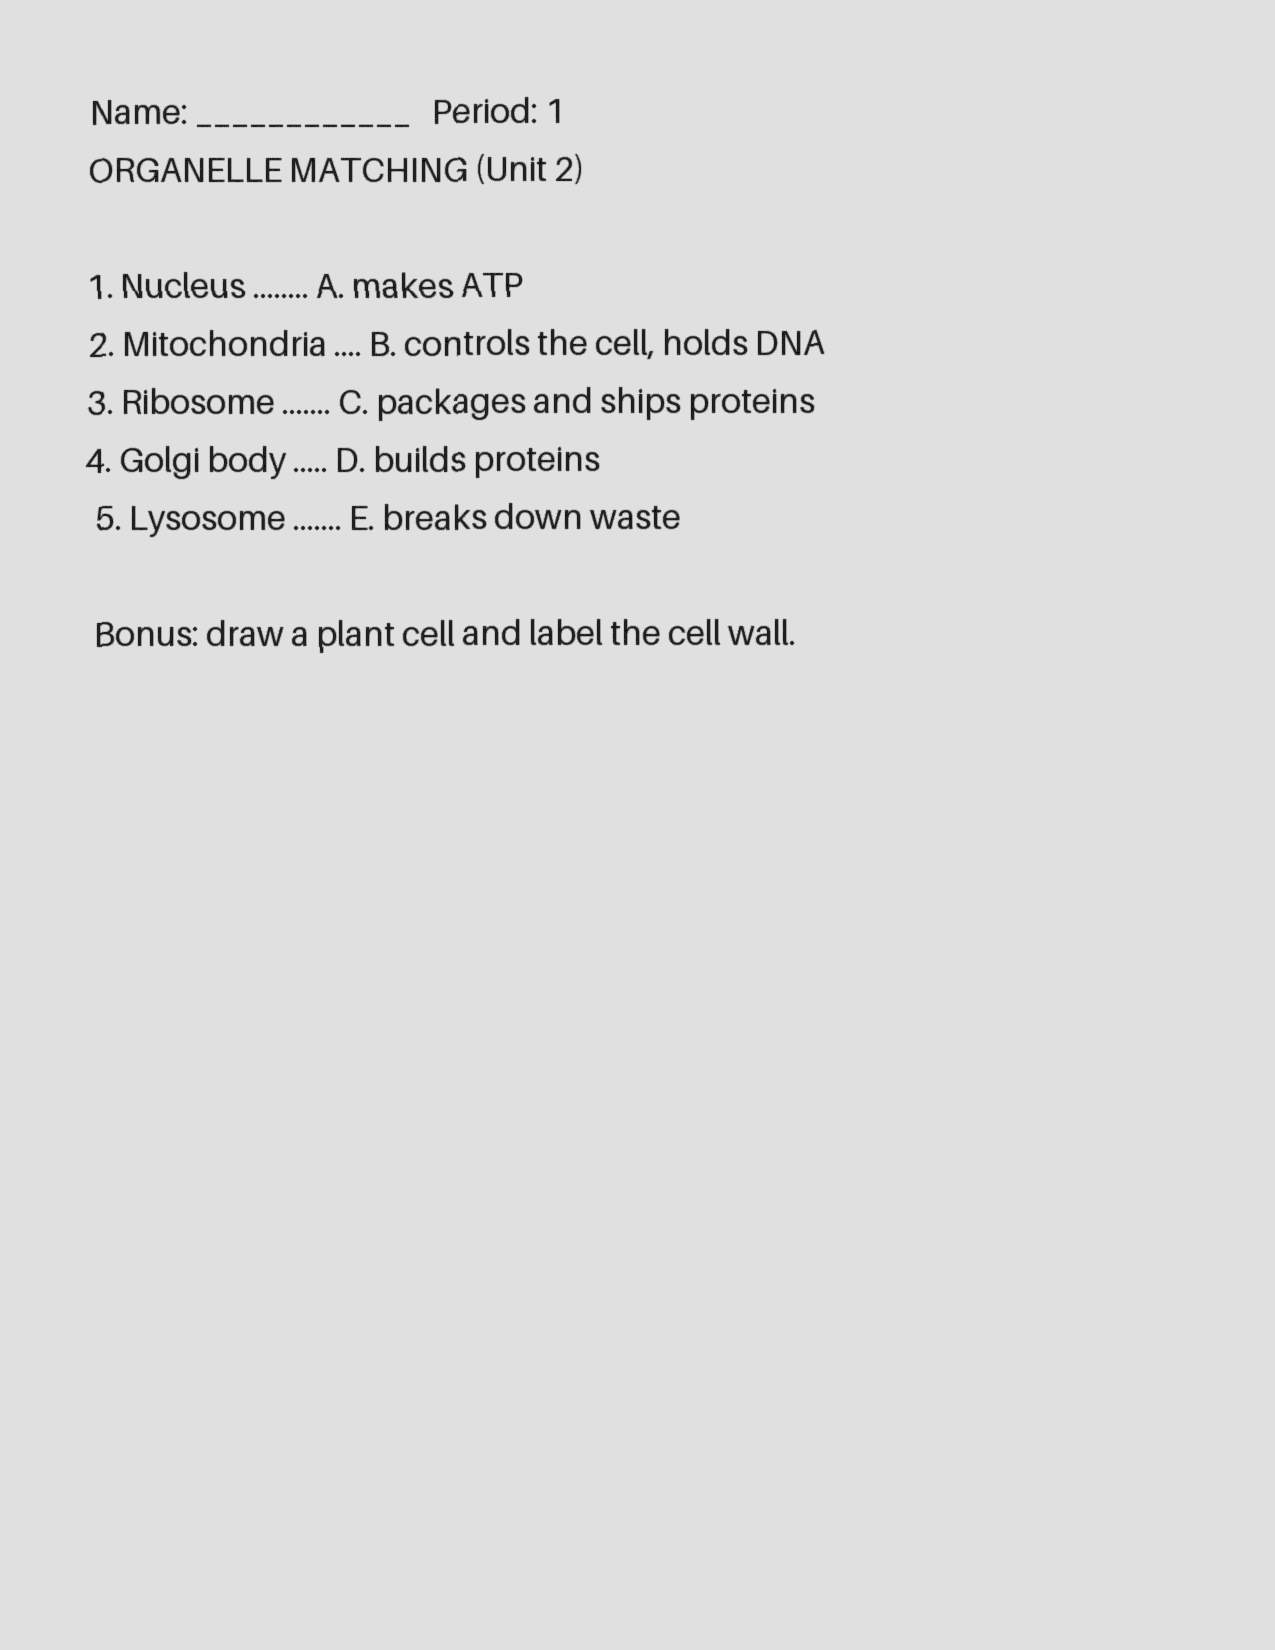 Name: ____________ Period: 1
ORGANELLE MATCHING (Unit 2)
1. Nucleus ........ A. makes ATP
2. Mitochondria .... B. controls the cell, holds DNA
3. Ribosome ....... C. packages and ships proteins
4. Golgi body ..... D. builds proteins
5. Lysosome ....... E. breaks down waste
Bonus: draw a plant cell and label the cell wall.